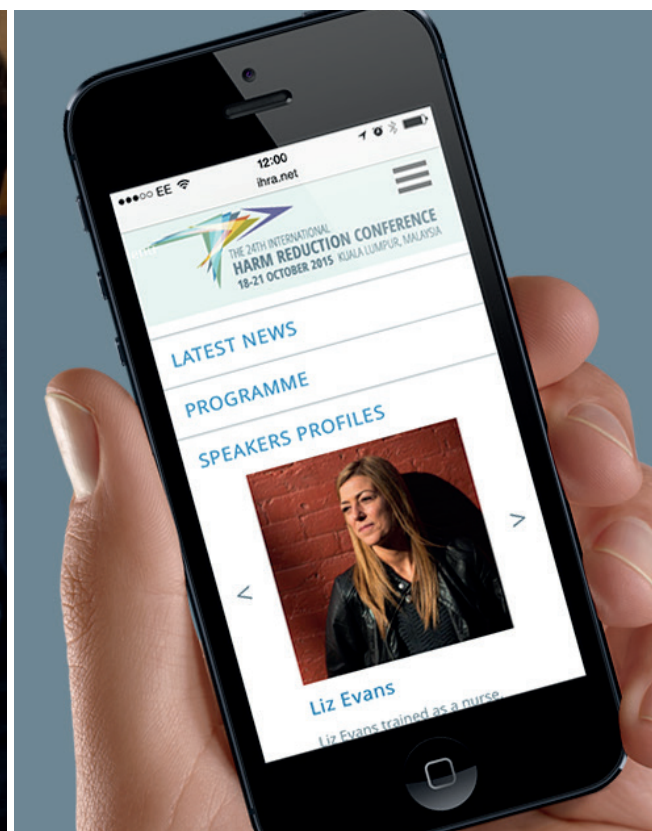 EE 12:00
ihra.net
THE 24TH INTERNATIONAL
HARM REDUCTION CONFERENCE
18-21 OCTOBER 2015 KUALA LUMPUR, MALAYSIA
LATEST NEWS
PROGRAMME
SPEAKERS PROFILES
< >
Liz Evans
Liz Evans trained as a nurse,